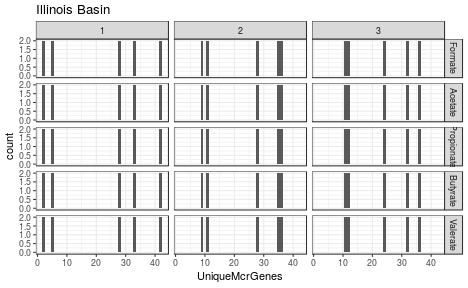 Illinois Basin
1 2 3
2.0 1.5 1.0 0.5 0.0 Formate
2.0 1.5 1.0 0.5 0.0 Acetate
2.0 1.5 1.0 0.5 0.0 Propionate
2.0 1.5 1.0 0.5 0.0 Butyrate
2.0 1.5 1.0 0.5 0.0 Valerate
count
0 10 20 30 40 0 10 20 30 40 0 10 20 30 40
UniqueMcrGenes